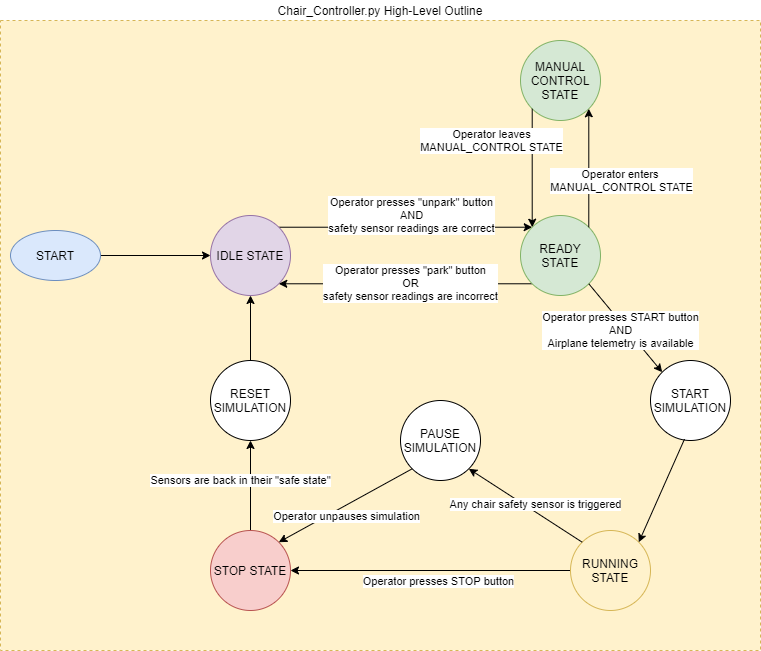 Chair_Controller.py High-Level Outline
MANUAL
CONTROL
STATE
Operator leaves
MANUAL_CONTROL STATE
Operator enters
MANUAL_CONTROL STATE
Operator presses "unpark" button
AND
safety sensor readings are correct
START
IDLE STATE
READY
STATE
Operator presses "park" button
OR
safety sensor readings are incorrect
Operator presses START button
AND
Airplane telemetry is available
RESET
SIMULATION
START
SIMULATION
PAUSE
SIMULATION
Sensors are back in their "safe state"
Any chair safety sensor is triggered
Operator unpauses simulation
STOP STATE
RUNNING
STATE
Operator presses STOP button